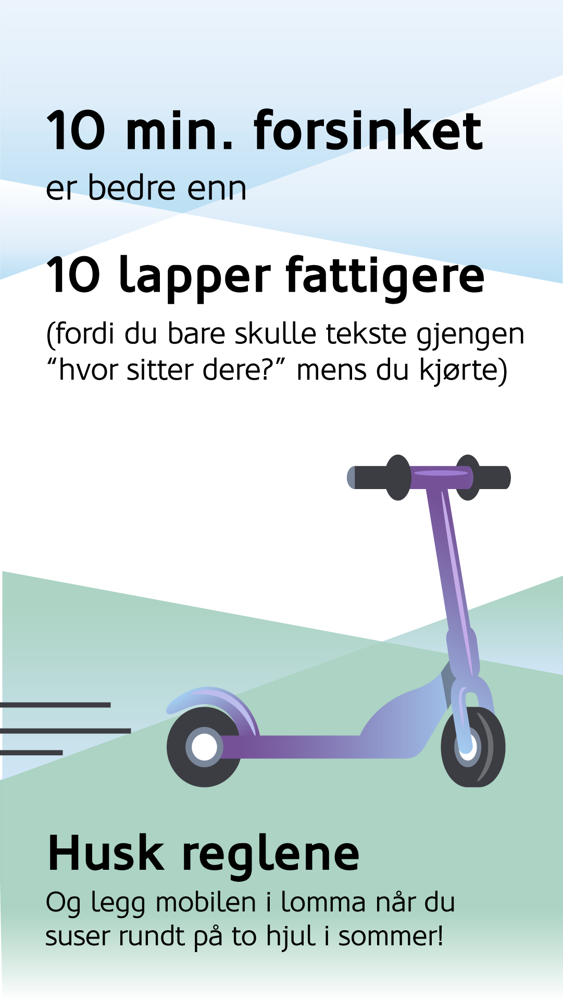 10 min. forsinket
er bedre enn
10 lapper fattigere
(fordi du bare skulle tekste gjengen
“hvor sitter dere?” mens du kjørte)
Husk reglene
Og legg mobilen i lomma når du
suser rundt på to hjul i sommer!